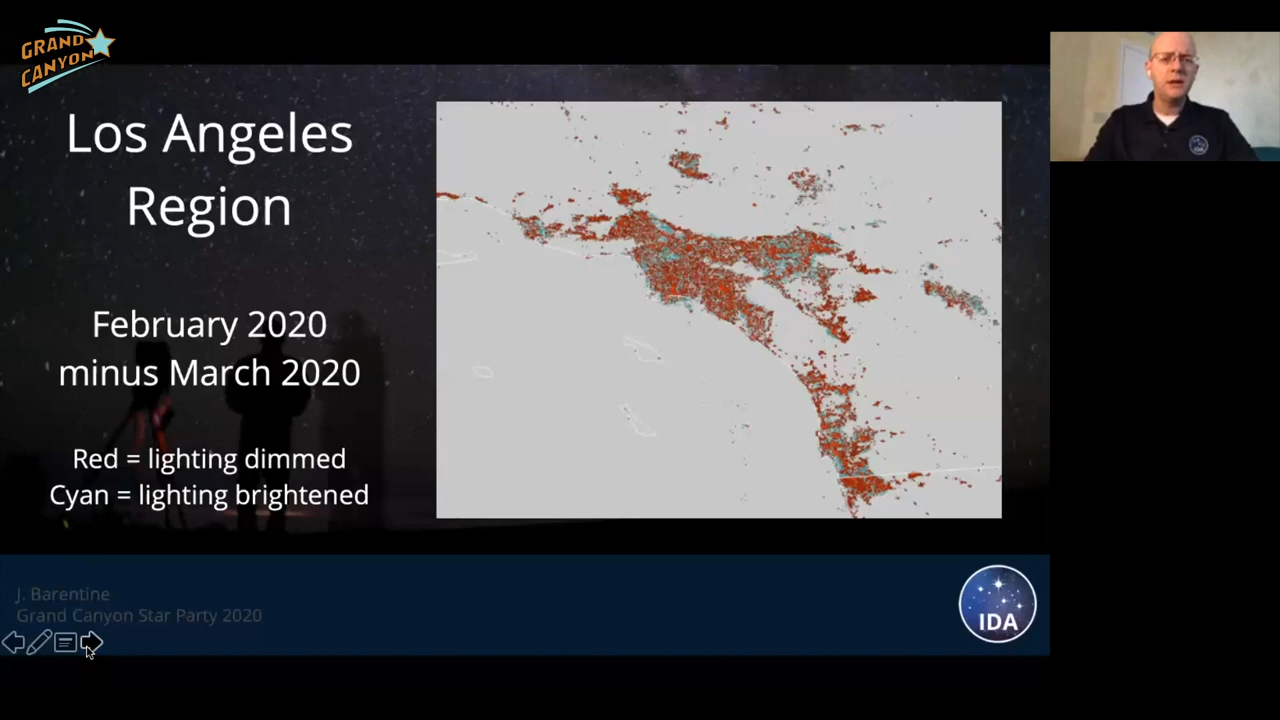 GRAND
CANYON
Los Angeles
Region
February 2020
minus March 2020
Red = lighting dimmed
Cyan = lighting brightened
J. Barentine
Grand Canyon Star Party 2020
IDA